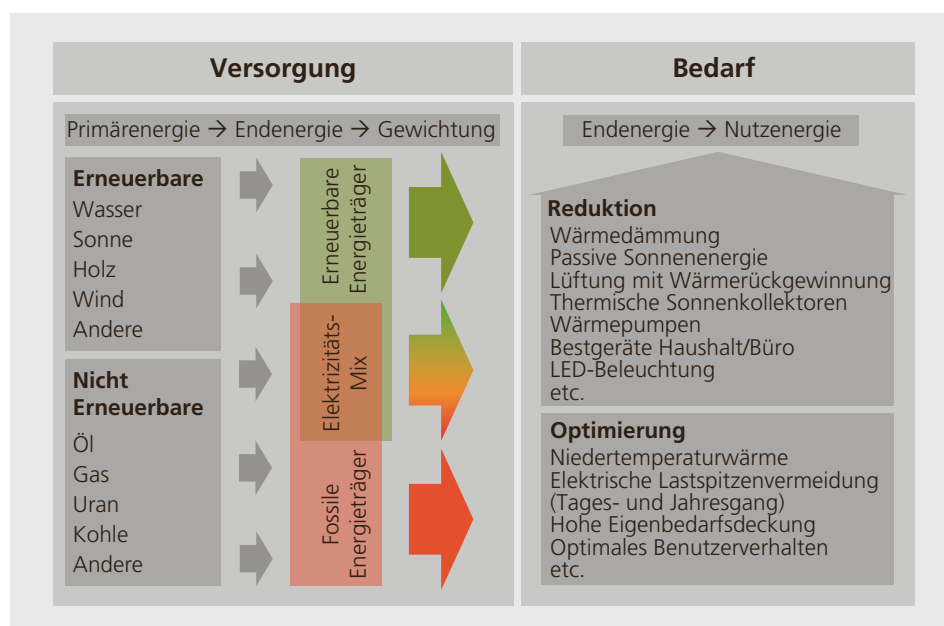 Versorgung
Primärenergie → Endenergie → Gewichtung
Erneuerbare
Wasser
Sonne
Holz
Wind
Andere
Nicht
Erneuerbare
Öl
Gas
Uran
Kohle
Andere
Erneuerbare
Energieträger
Elektrizitäts-
Mix
Fossile
Energieträger
Bedarf
Endenergie → Nutzenergie
Reduktion
Wärmedämmung
Passive Sonnenenergie
Lüftung mit Wärmerückgewinnung
Thermische Sonnenkollektoren
Wärmepumpen
Bestgeräte Haushalt/Büro
LED-Beleuchtung
etc.
Optimierung
Niedertemperaturwärme
Elektrische Lastspitzenvermeidung
(Tages- und Jahresgang)
Hohe Eigenbedarfsdeckung
Optimales Benutzerverhalten
etc.